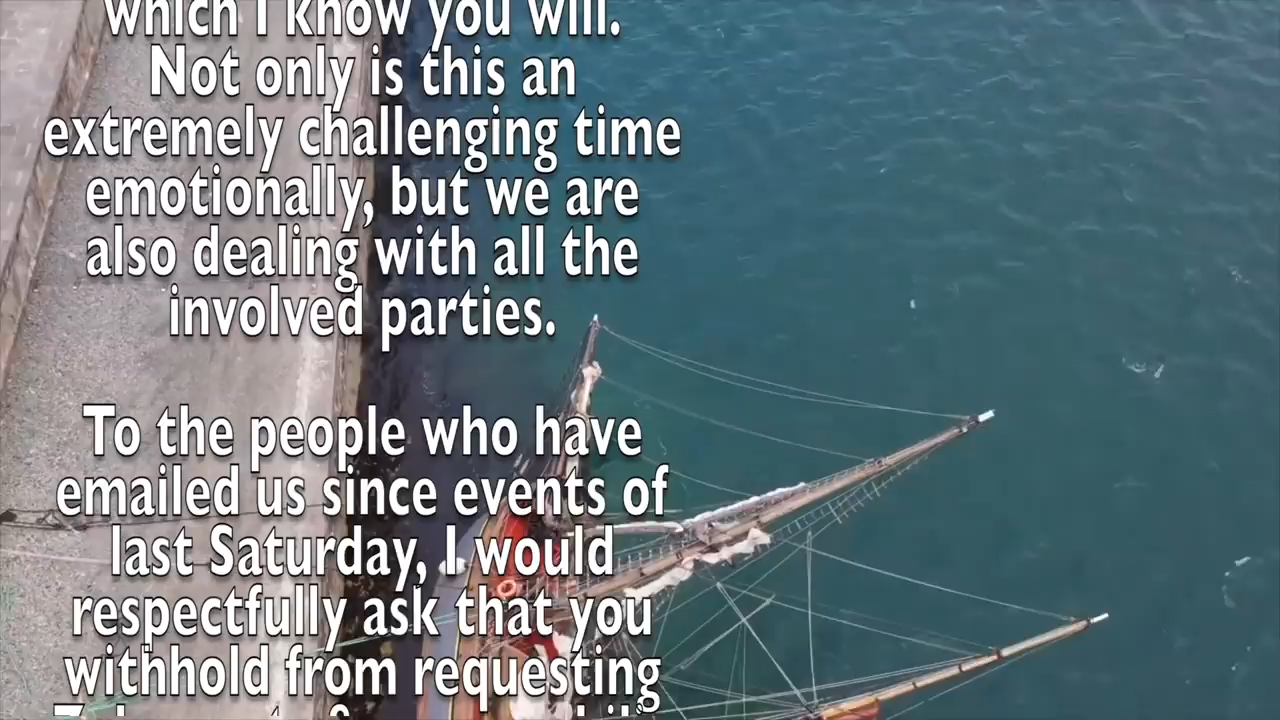 which I know you will.
Not only is this an
extremely challenging time
emotionally, but we are
also dealing with all the
involved parties.
To the people who have
emailed us since events of
last Saturday, I would
respectfully ask that you
withhold from requesting